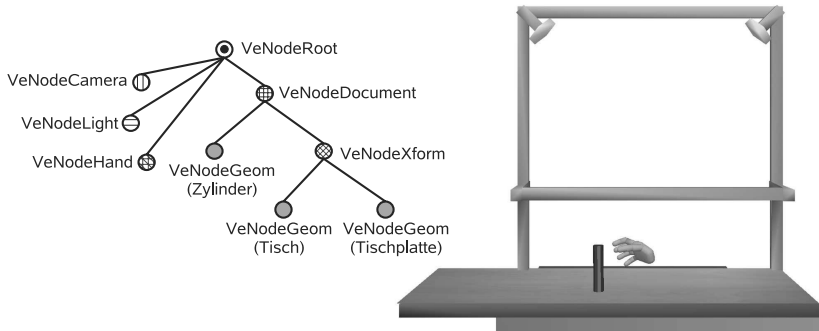 VeNodeRoot
VeNodeCamera
VeNodeDocument
VeNodeLight
VeNodeHand
VeNodeXform
VeNodeGeom
(Zylinder)
VeNodeGeom
(Tisch)
VeNodeGeom
(Tischplatte)